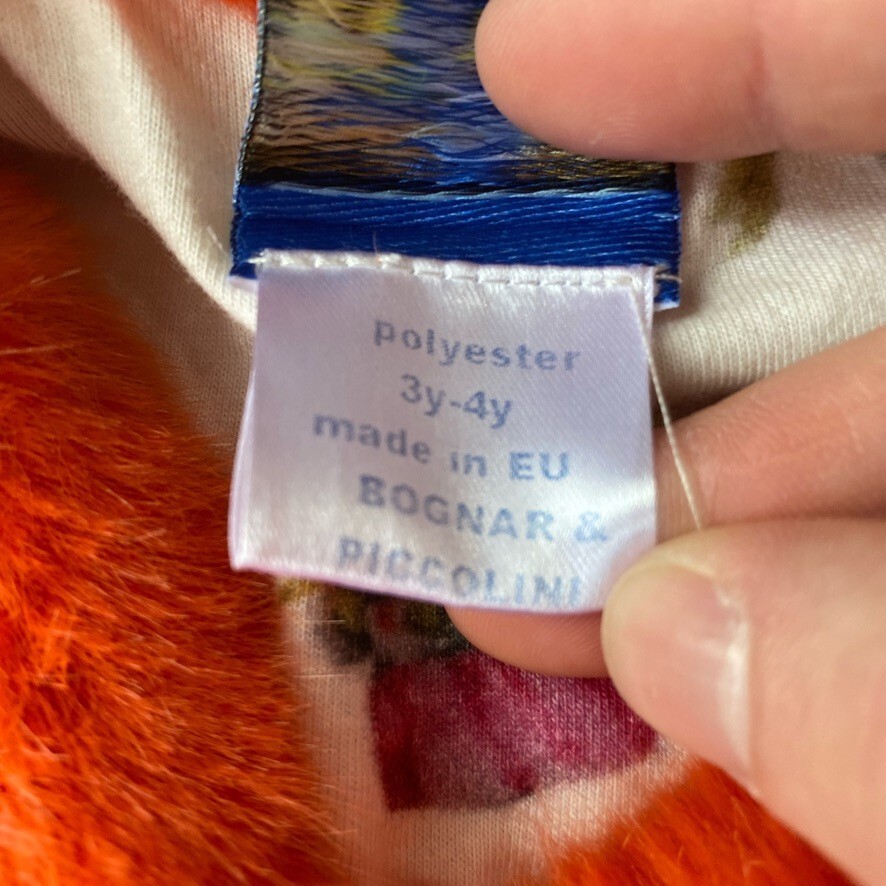 polyester
3y-4y
made in EU
BOGNAR &
PICCOLINI